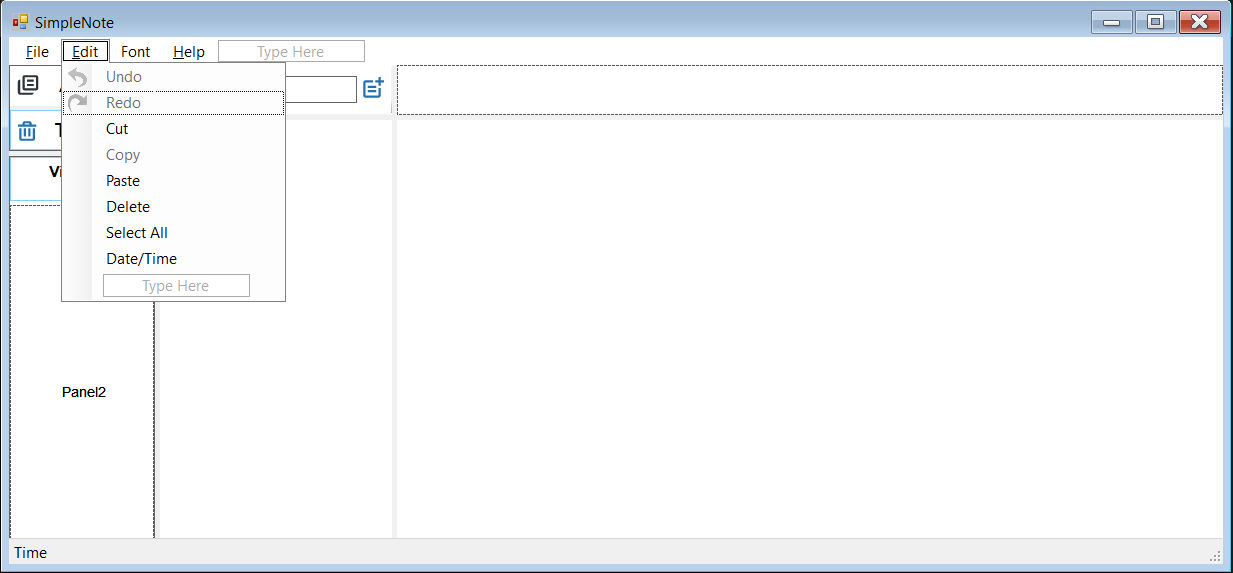 SimpleNote
File Edit Font Help Type Here
Undo
Redo
Cut
Copy
Paste
Delete
Select All
Date/Time
Type Here
Panel2
Time